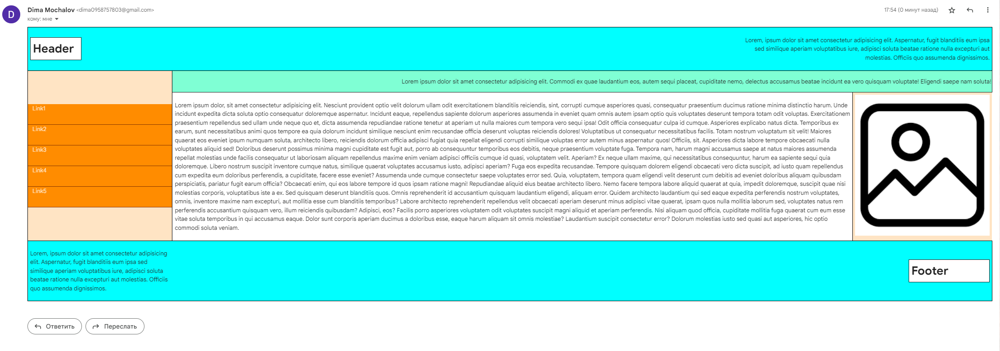 D
Dima Mochalov <dima0958757803@gmail.com>
17:54 (0 минут назад)
кому: мне
Header
Lorem, ipsum dolor sit amet consectetur adipisicing elit. Aspernatur, fugit blanditiis eum ipsa
sed similique aperiam voluptatibus iure, adipisci soluta beatae ratione nulla excepturi aut
molestias. Officiis quo assumenda dignissimos.
Lorem ipsum dolor sit amet consectetur adipisicing elit. Commodi ex quae laudantium eos, autem sequi placeat, cupiditate nemo, delectus accusamus beatae incidunt ea vero quisquam voluptate! Eligendi saepe nam soluta!
Link1
Link2
Link3
Link4
Link5
Lorem ipsum dolor, sit amet consectetur adipisicing elit. Nesciunt provident optio velit dolorum ullam odit exercitationem blanditiis reiciendis, sint, corrupti cumque asperiores quasi, consequatur praesentium ducimus ratione minima distinctio harum. Unde
incidunt expedita dicta soluta optio consequatur doloremque aspernatur. Incidunt eaque, repellendus sapiente dolorum asperiores assumenda in eveniet quam omnis autem ipsam optio quis voluptates deserunt tempora totam odit voluptas. Exercitationem
praesentium repellendus sed ullam unde neque quo et, dicta assumenda repudiandae ratione tenetur at aperiam ut nulla maiores cum tempora vero sequi ipsa! Odit officia consequatur culpa id cumque. Asperiores explicabo natus dicta. Temporibus ex
earum, sunt necessitatibus animi quos tempore ea quia dolorum incidunt similique nesciunt enim recusandae officia deserunt voluptas reiciendis dolores! Voluptatibus ut consequatur necessitatibus facilis. Totam nostrum voluptatum sit velit! Maiores
quaerat eos eveniet ipsum numquam soluta, architecto libero, reiciendis dolorum officia adipisci fugiat quia repellat eligendi corrupti similique voluptas error autem minus aspernatur quos! Officiis, sit. Asperiores dicta labore tempore obcaecati nulla
voluptates aliquid sed! Doloribus deserunt possimus minima magni cupiditate est fugit aut, porro ab consequuntur temporibus eos debitis, neque praesentium voluptate fuga. Tempora nam, harum magni accusamus saepe at natus maiores assumenda
repellat molestias unde facilis consequatur ut laboriosam aliquam repellendus maxime enim veniam adipisci officiis cumque id quasi, voluptatem velit. Aperiam? Ex neque ullam maxime, qui necessitatibus consequuntur, harum ea sapiente sequi quia
doloremque. Libero nostrum suscipit inventore cumque natus, similique quaerat voluptates accusamus iusto, adipisci aperiam? Fuga eos expedita recusandae. Tempore quisquam dolorem eligendi obcaecati vero dicta suscipit, ad iusto quam repellendus
cum expedita eum doloribus perferendis, a cupiditate, facere esse eveniet? Assumenda unde cumque consectetur saepe voluptates error sed. Quia, voluptatem, tempora quam eligendi velit deserunt cum debitis ad eveniet doloribus aliquam quibusdam
perspiciatis, pariatur fugit earum officia? Obcaecati enim, qui eos labore tempore id quos ipsam ratione magni! Repudiandae aliquid eius beatae architecto libero. Nemo facere tempora labore aliquid quaerat at quia, impedit doloremque, suscipit quae nisi
molestias corporis, voluptatibus iste a ex. Sed quisquam deserunt blanditiis quos. Omnis reprehenderit id accusantium quisquam laudantium eligendi, aliquam error. Quidem architecto laudantium qui sed eaque expedita perferendis nostrum voluptates,
omnis, inventore maxime nam excepturi, aut mollitia esse cum blanditiis temporibus? Labore architecto reprehenderit repellendus velit obcaecati aperiam deserunt minus adipisci vitae quaerat, ipsam quos nulla mollitia laborum sed, voluptates natus rem
perferendis accusantium quisquam vero, illum reiciendis quibusdam? Adipisci, eos? Facilis porro asperiores voluptatem odit voluptates suscipit magni aliquid et aperiam perferendis. Nisi aliquam quod officia, cupiditate mollitia fuga quaerat cum eum esse
vitae soluta temporibus in qui accusamus eaque. Dolor sunt corporis aperiam ducimus a doloribus esse, eaque harum aliquam sit omnis molestiae? Laudantium suscipit consectetur error? Dolorum molestias iusto sed quasi aut asperiores, hic optio
commodi soluta veniam.
Lorem, ipsum dolor sit amet consectetur adipisicing
elit. Aspernatur, fugit blanditiis eum ipsa sed
similique aperiam voluptatibus iure, adipisci soluta
beatae ratione nulla excepturi aut molestias. Officiis
quo assumenda dignissimos.
Footer
Ответить
Переслать